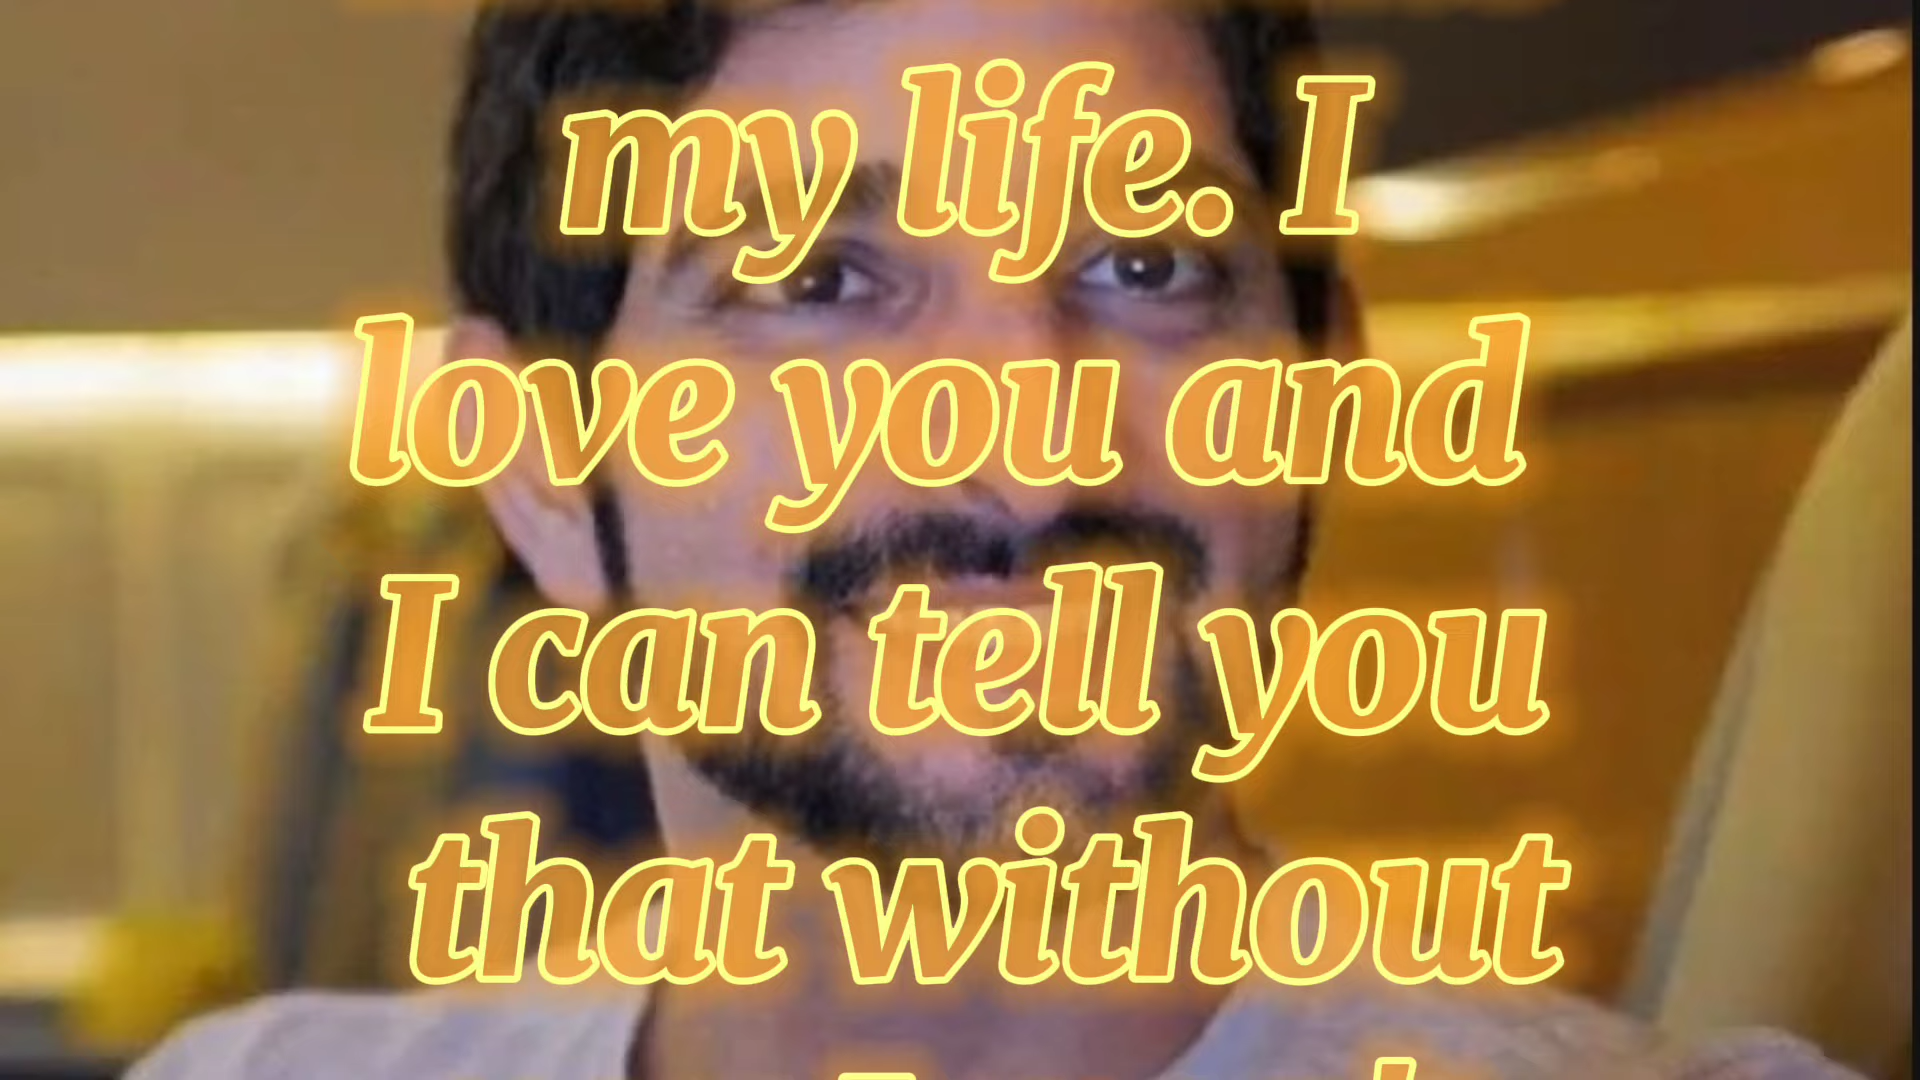 my life. I
love you and
I can tell you
that without